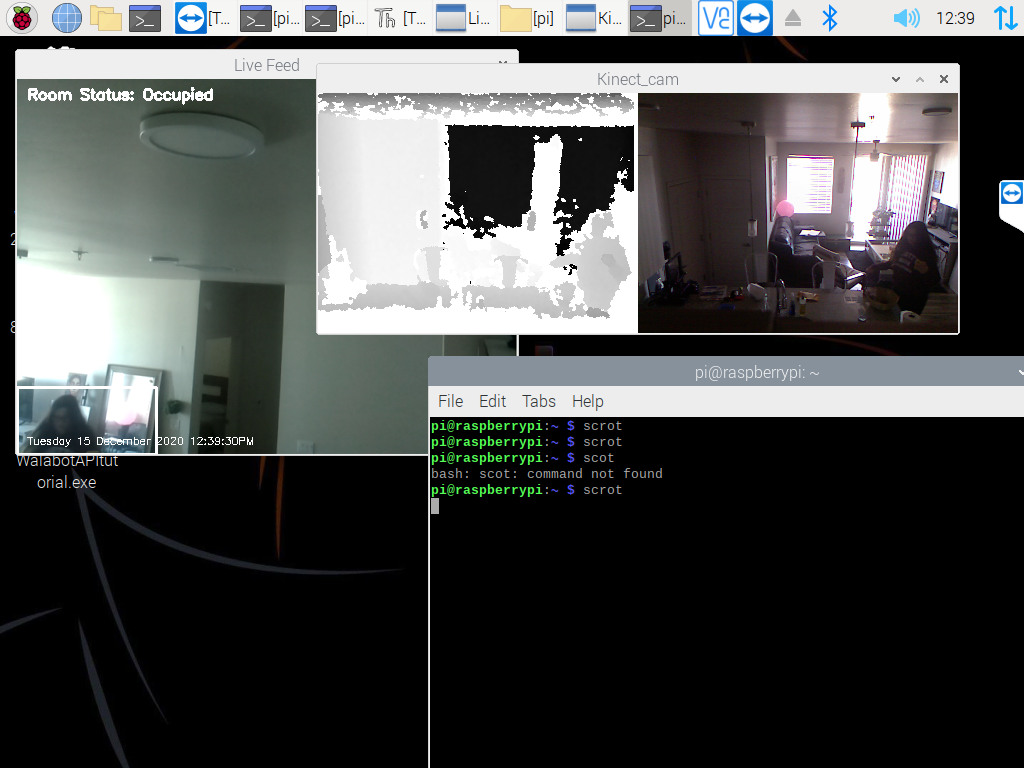 [T...
[pi...
[pi...
[T...
Li...
[pi]
Ki...
pi...
12:39
Live Feed
Room Status: Occupied
Tuesday 15 December 2020 12:39:30PM
Kinect_cam
WalabotAPItut
orial.exe
pi@raspberrypi: ~
File Edit Tabs Help
pi@raspberrypi:~ $ scrot
pi@raspberrypi:~ $ scrot
pi@raspberrypi:~ $ scot
bash: scot: command not found
pi@raspberrypi:~ $ scrot